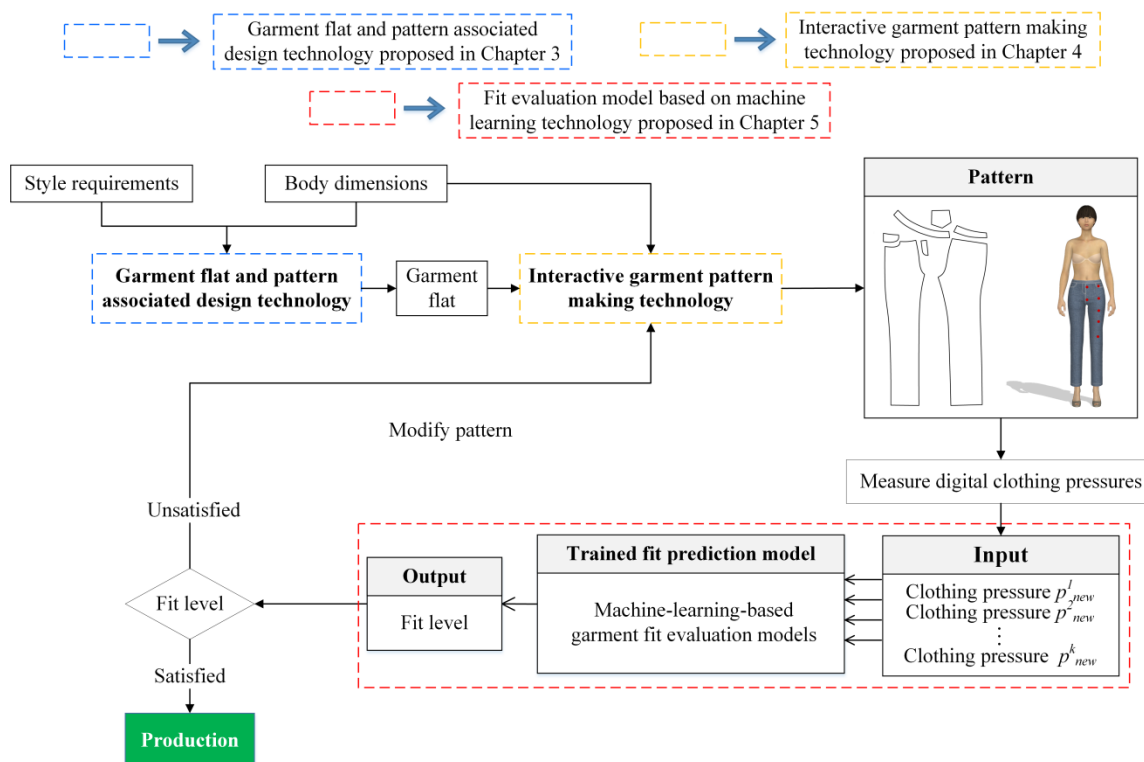 Garment flat and pattern associated
design technology proposed in Chapter 3
Interactive garment pattern making
technology proposed in Chapter 4
Fit evaluation model based on machine
learning technology proposed in Chapter 5
Style requirements
Body dimensions
Pattern
Garment flat and pattern
associated design technology
Garment
flat
Interactive garment pattern
making technology
Modify pattern
Measure digital clothing pressures
Unsatisfied
Fit level
Satisfied
Production
Output
Fit level
Trained fit prediction model
Machine-learning-based
garment fit evaluation models
Input
Clothing pressure p¹new
Clothing pressure p²new
⋮
Clothing pressure pᵏnew